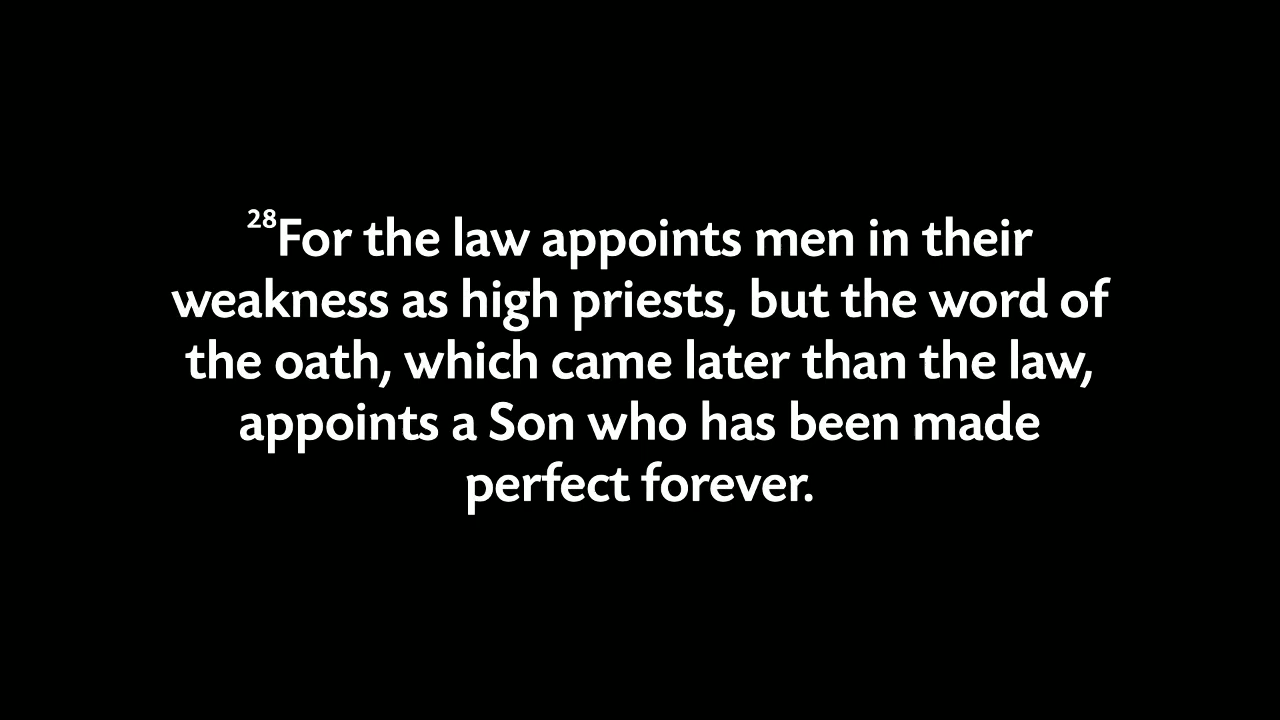 28For the law appoints men in their
weakness as high priests, but the word of
the oath, which came later than the law,
appoints a Son who has been made
perfect forever.